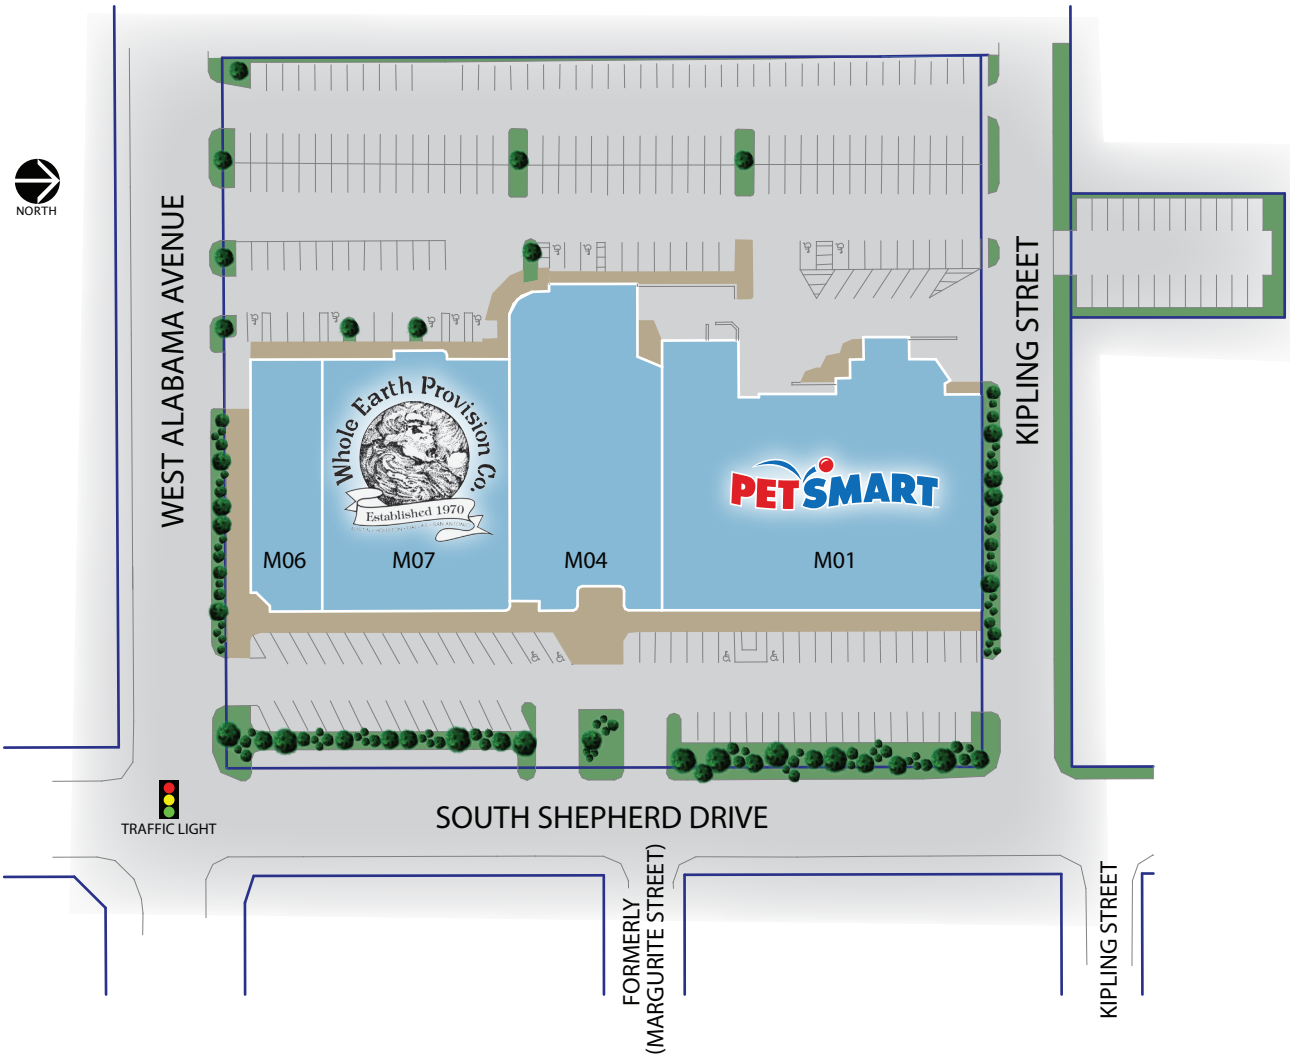 NORTH
WEST ALABAMA AVENUE
KIPLING STREET
Whole Earth Provision Co.
Established 1970
PETSMART
M06
M07
M04
M01
TRAFFIC LIGHT
SOUTH SHEPHERD DRIVE
FORMERLY
(MARGURITE STREET)
KIPLING STREET